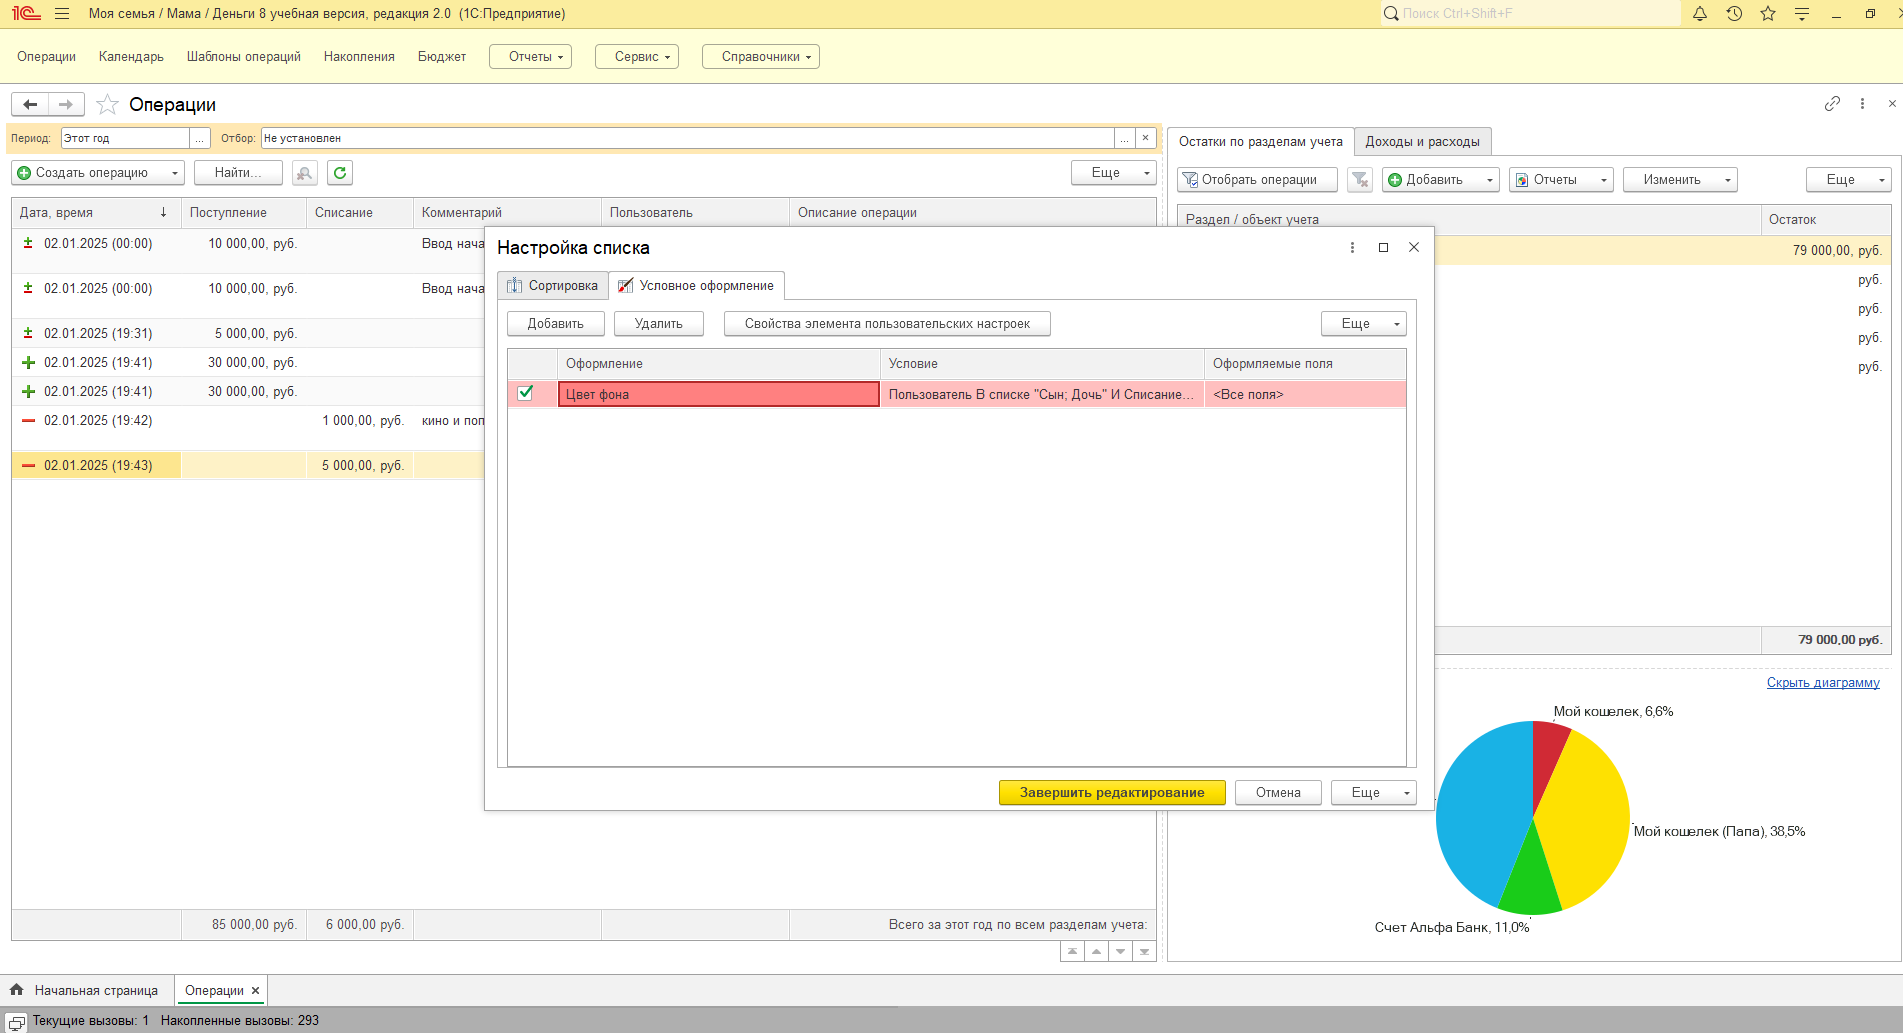 1С Моя семья / Мама / Деньги 8 учебная версия, редакция 2.0 (1С:Предприятие) Поиск Ctrl+Shift+F
Операции Календарь Шаблоны операций Накопления Бюджет Отчеты Сервис Справочники
Операции
Период: Этот год ... Отбор: Не установлен ... ×
Создать операцию Найти... Еще
Дата, время ↓ Поступление Списание Комментарий Пользователь Описание операции
02.01.2025 (00:00) 10 000,00, руб. Ввод нача
02.01.2025 (00:00) 10 000,00, руб. Ввод нача
02.01.2025 (19:31) 5 000,00, руб.
02.01.2025 (19:41) 30 000,00, руб.
02.01.2025 (19:41) 30 000,00, руб.
02.01.2025 (19:42) 1 000,00, руб. кино и поп
02.01.2025 (19:43) 5 000,00, руб.
85 000,00 руб. 6 000,00, руб. Всего за этот год по всем разделам учета:
Настройка списка
Сортировка Условное оформление
Добавить Удалить Свойства элемента пользовательских настроек Еще
Оформление Условие Оформляемые поля
Цвет фона Пользователь В списке "Сын; Дочь" И Списание... <Все поля>
Завершить редактирование Отмена Еще
Остатки по разделам учета Доходы и расходы
Отобрать операции Добавить Отчеты Изменить Еще
Раздел / объект учета Остаток
79 000,00, руб.
руб.
руб.
руб.
руб.
79 000,00 руб.
Скрыть диаграмму
Мой кошелек, 6,6%
Мой кошелек (Папа), 38,5%
Счет Альфа Банк, 11,0%
Начальная страница Операции ×
Текущие вызовы: 1 Накопленные вызовы: 293